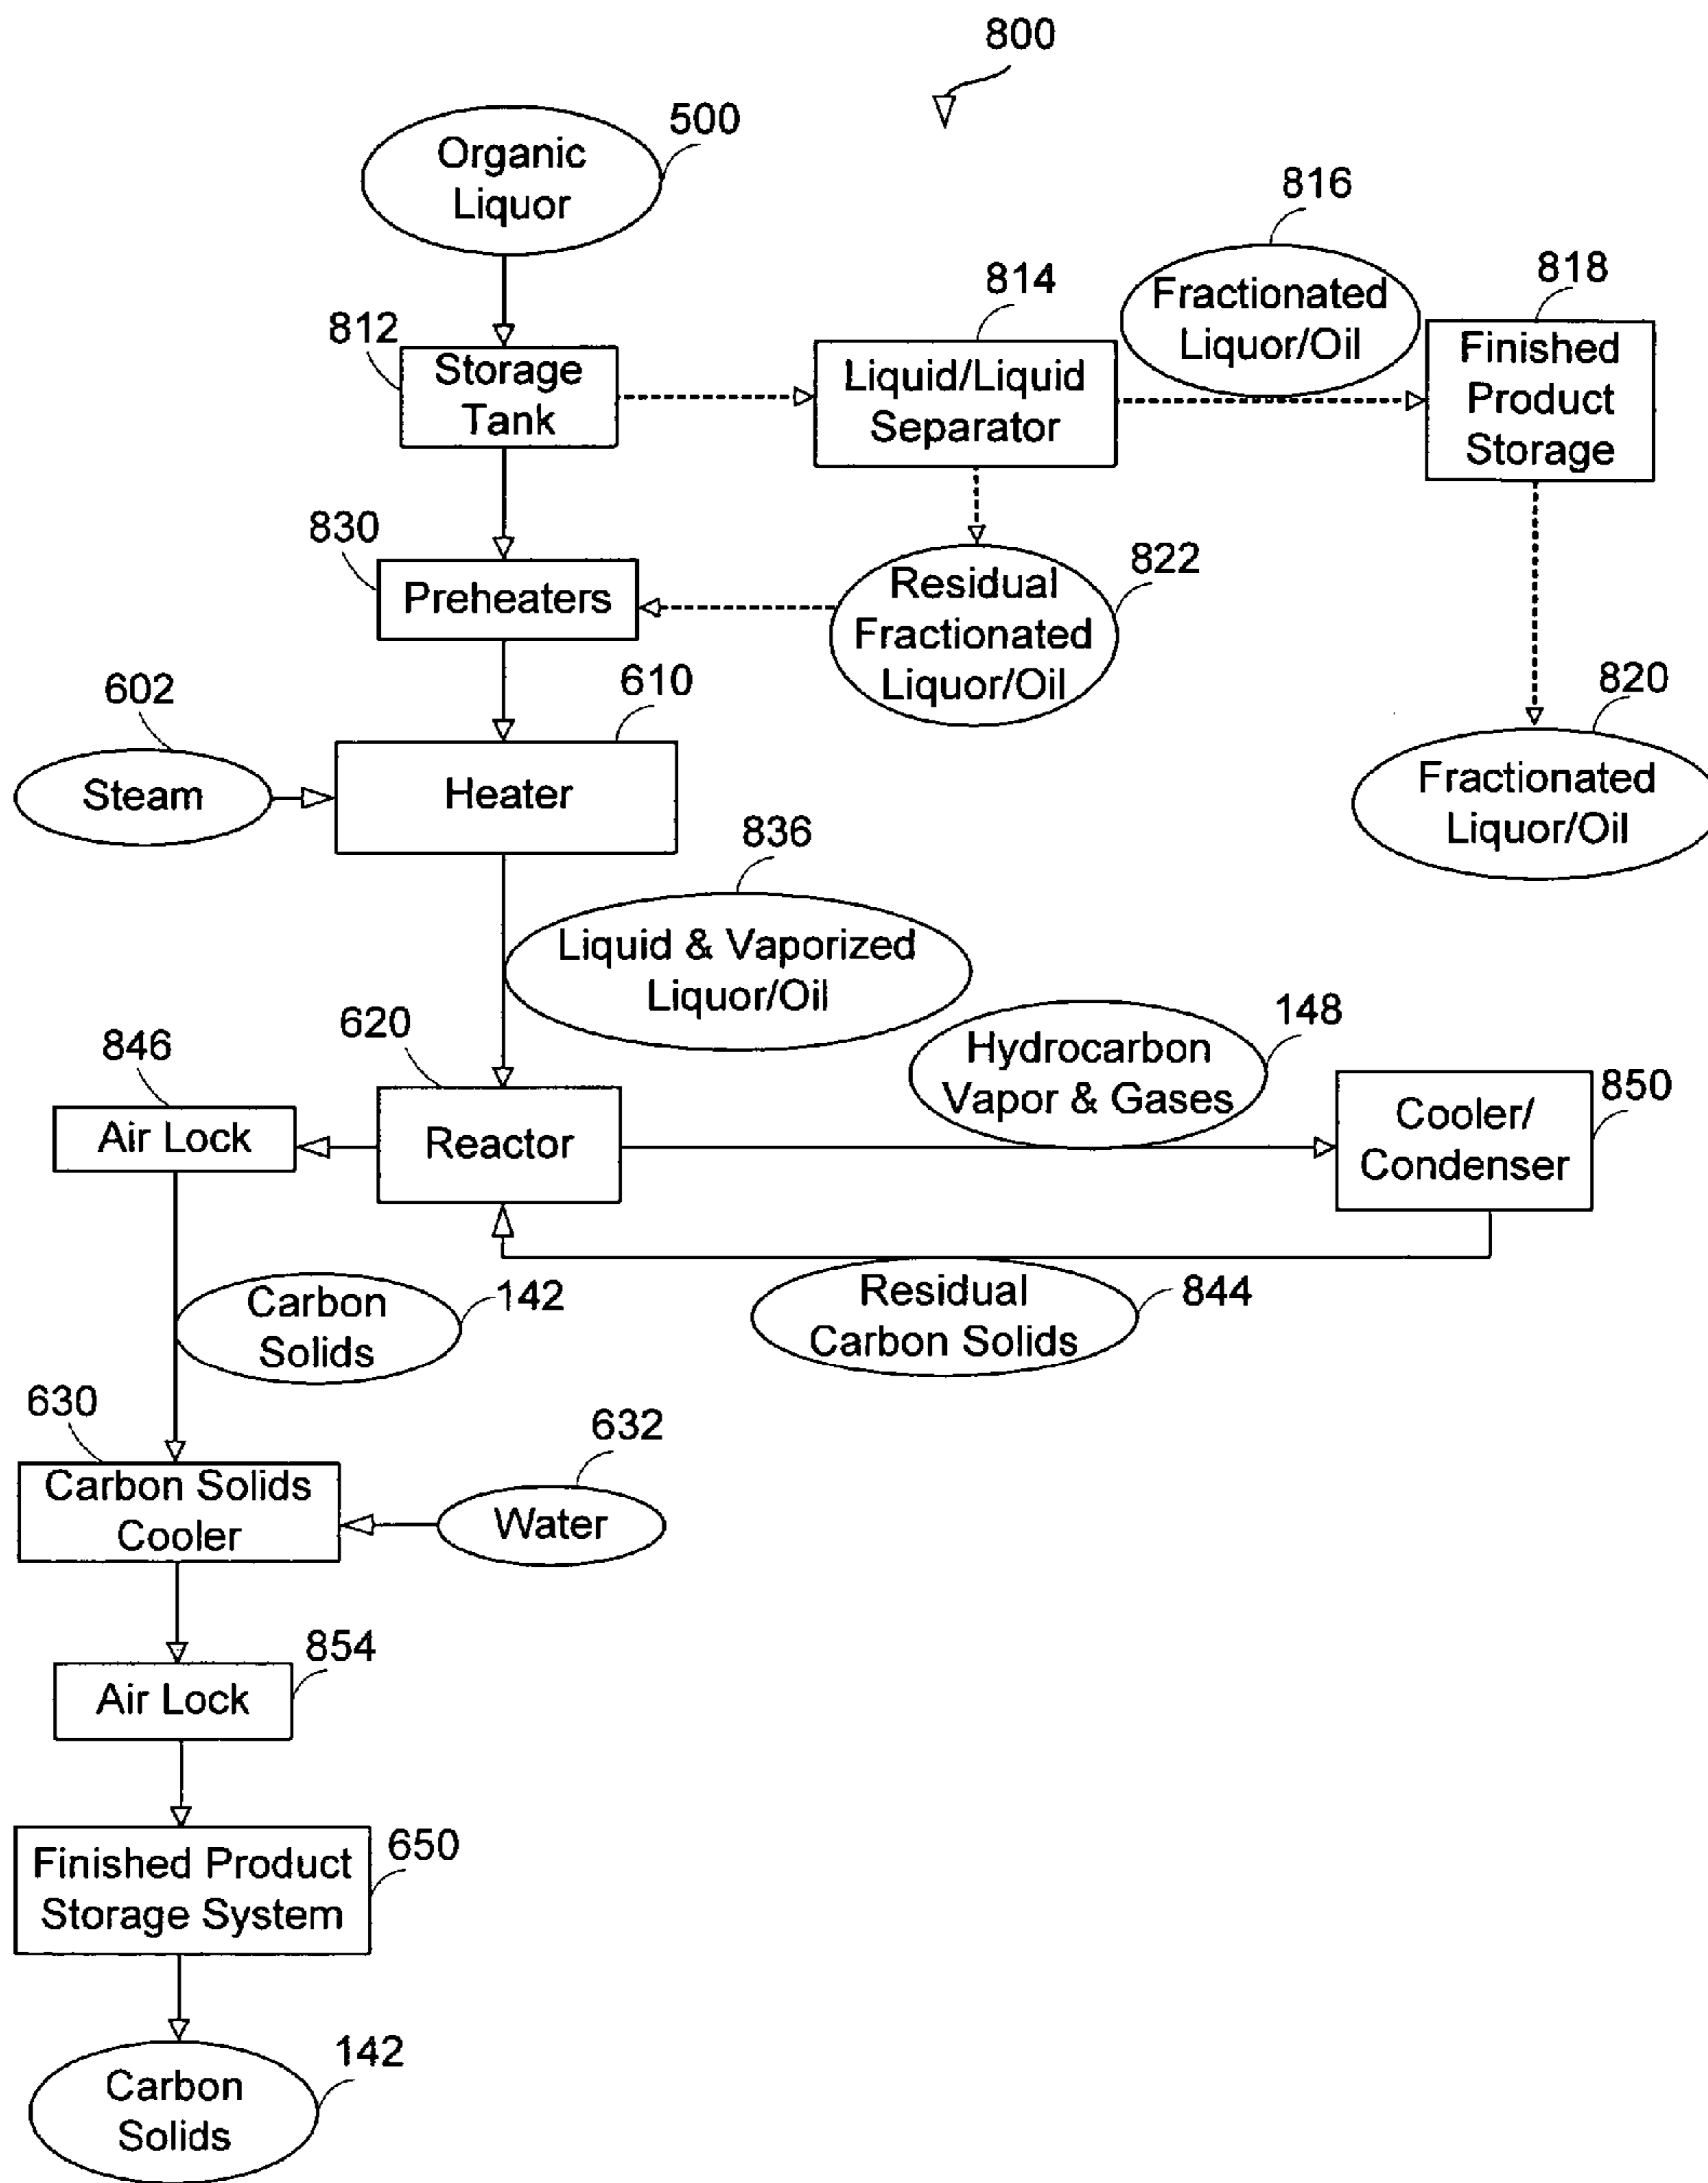 800
Organic
Liquor
500
816
Fractionated
Liquor/Oil
818
Finished
Product
Storage
814
Liquid/Liquid
Separator
812
Storage
Tank
830
Preheaters
Residual
Fractionated
Liquor/Oil
822
602
Steam
610
Heater
820
Fractionated
Liquor/Oil
836
Liquid & Vaporized
Liquor/Oil
846
Air Lock
620
Reactor
Hydrocarbon
Vapor & Gases
148
Cooler/
Condenser
850
Carbon
Solids
142
Residual
Carbon Solids
844
630
Carbon Solids
Cooler
632
Water
854
Air Lock
Finished Product
Storage System
650
142
Carbon
Solids